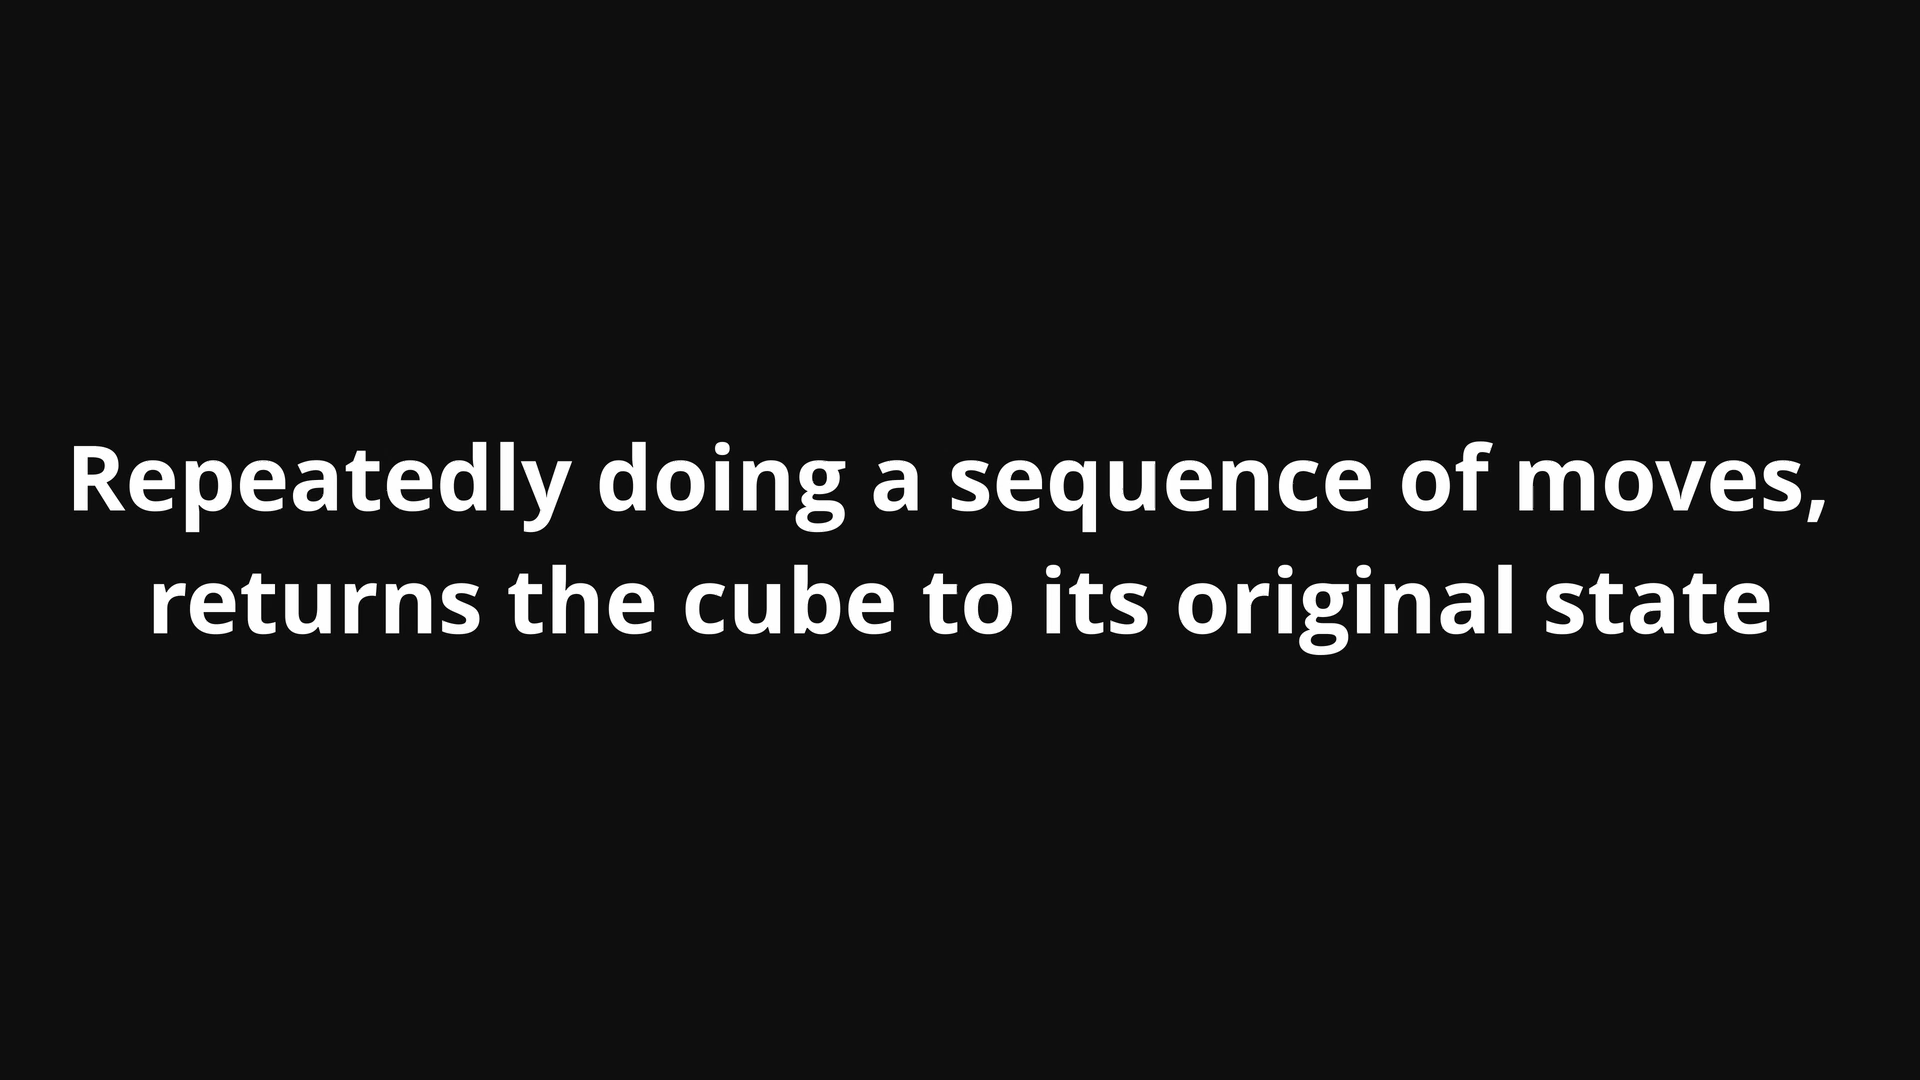 Repeatedly doing a sequence of moves,
returns the cube to its original state